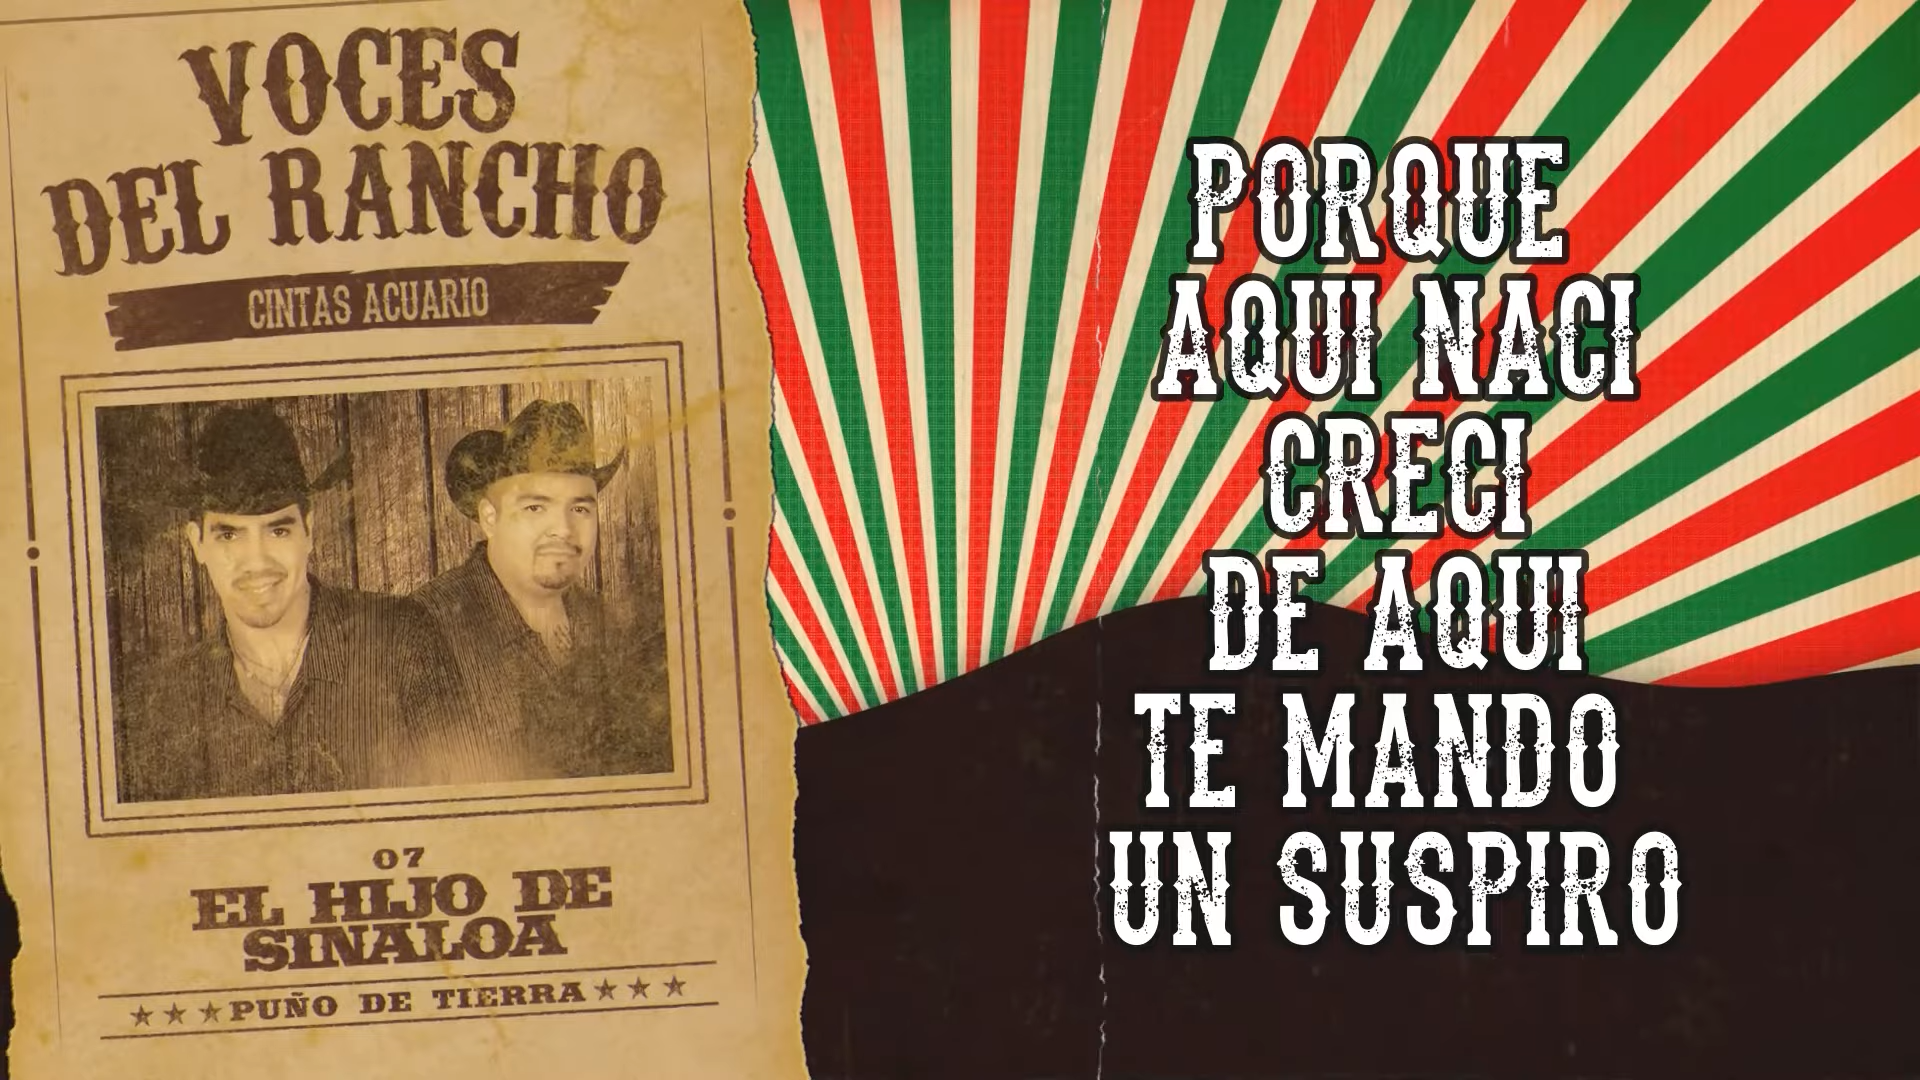 VOCES
DEL RANCHO
CINTAS ACUARIO
07
EL HIJO DE
SINALOA
PUÑO DE TIERRA
PORQUE
AQUI NACI
CRECI
DE AQUI
TE MANDO
UN SUSPIRO